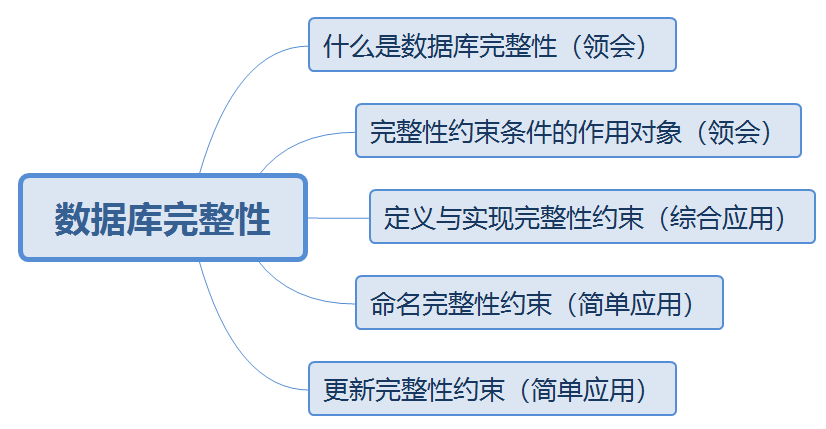 什么是数据库完整性（领会）
完整性约束条件的作用对象（领会）
数据库完整性
定义与实现完整性约束（综合应用）
命名完整性约束（简单应用）
更新完整性约束（简单应用）